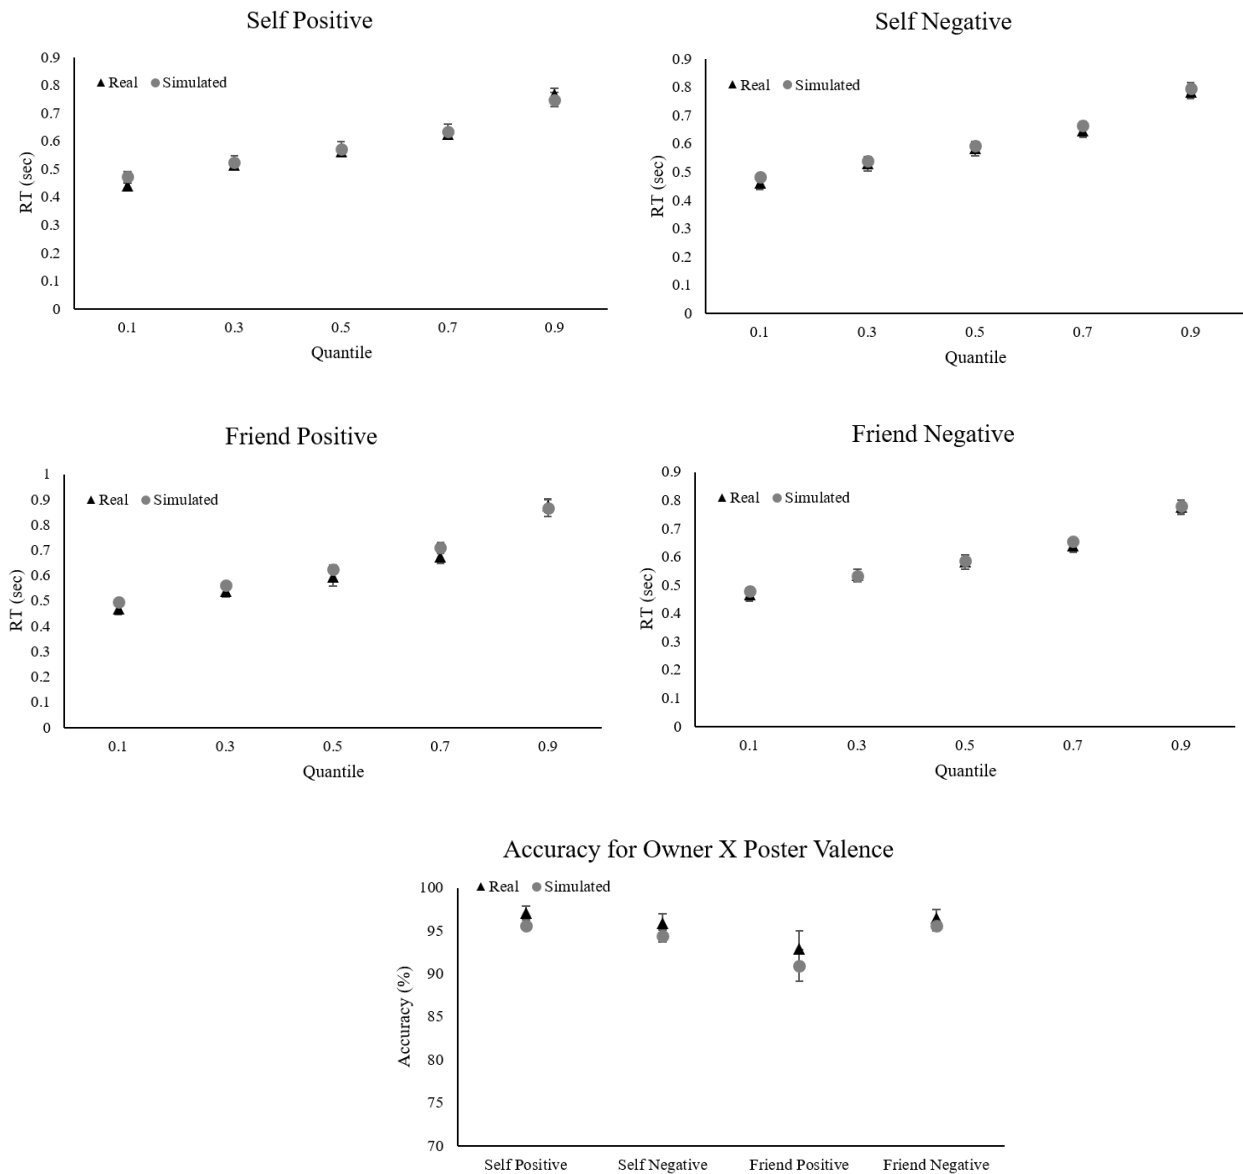 Self Positive
0.9
0.8
0.7
0.6
0.5
0.4
0.3
0.2
0.1
0
RT (sec)
Real Simulated
0.1 0.3 0.5 0.7 0.9
Quantile
Self Negative
0.9
0.8
0.7
0.6
0.5
0.4
0.3
0.2
0.1
0
RT (sec)
Real Simulated
0.1 0.3 0.5 0.7 0.9
Quantile
Friend Positive
1
0.9
0.8
0.7
0.6
0.5
0.4
0.3
0.2
0.1
0
RT (sec)
Real Simulated
0.1 0.3 0.5 0.7 0.9
Quantile
Friend Negative
0.9
0.8
0.7
0.6
0.5
0.4
0.3
0.2
0.1
0
RT (sec)
Real Simulated
0.1 0.3 0.5 0.7 0.9
Quantile
Accuracy for Owner X Poster Valence
Real Simulated
100
95
90
85
80
75
70
Accuracy (%)
Self Positive Self Negative Friend Positive Friend Negative